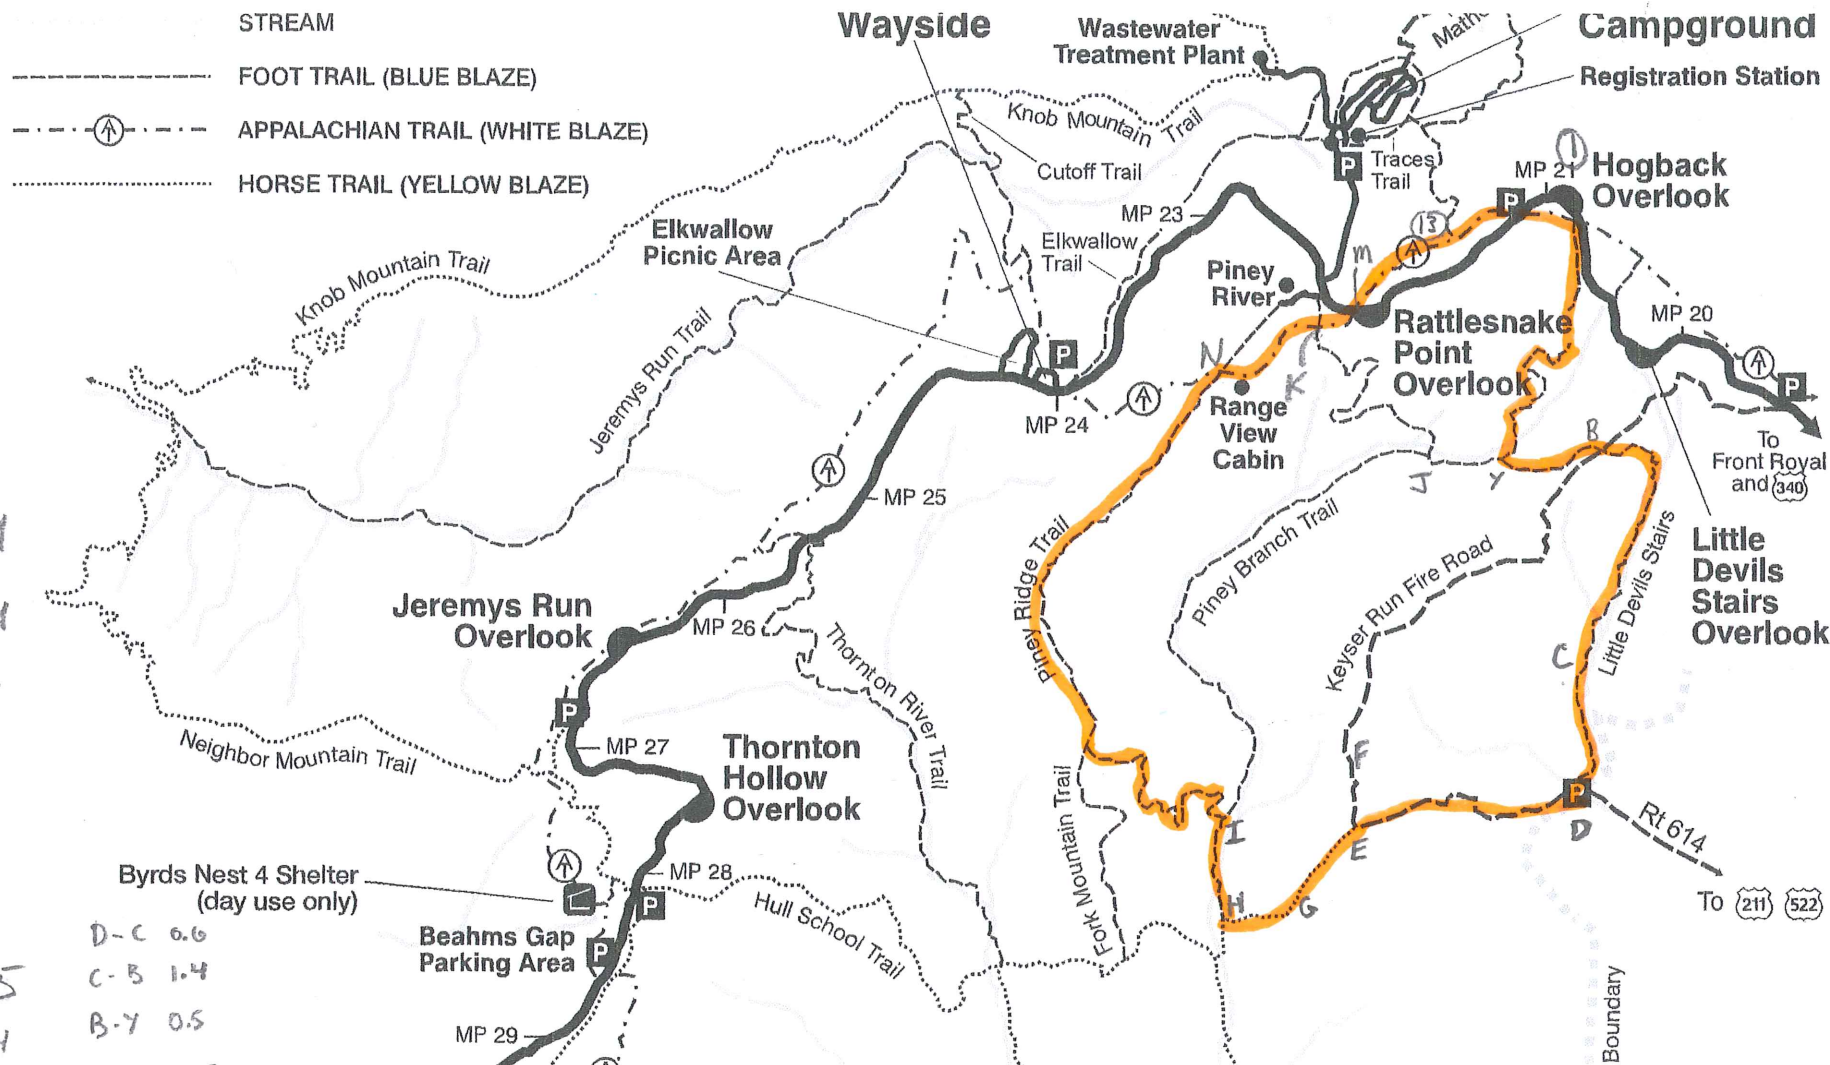 STREAM
FOOT TRAIL (BLUE BLAZE)
APPALACHIAN TRAIL (WHITE BLAZE)
HORSE TRAIL (YELLOW BLAZE)
Wayside
Wastewater
Treatment Plant
Campground
Registration Station
Knob Mountain Trail
Cutoff Trail
P
Traces
Trail
1
MP 21
Hogback
Overlook
P
MP 23
13
M
Elkwallow
Picnic Area
Elkwallow
Trail
Piney
River
Knob Mountain Trail
Rattlesnake
Point
Overlook
MP 20
Jeremys Run Trail
N
K
P
P
Range
View
Cabin
MP 24
B
To
Front Royal
and 340
J
Y
MP 25
Piney Ridge Trail
Piney Branch Trail
Keyser Run Fire Road
Little Devils Stairs
Little
Devils
Stairs
Overlook
Jeremys Run
Overlook
MP 26
Thornton River Trail
C
P
MP 27
Neighbor Mountain Trail
Thornton
Hollow
Overlook
F
Fork Mountain Trail
P
D
I
E
Rt 614
To 211 522
Byrds Nest 4 Shelter
(day use only)
MP 28
P
Hull School Trail
H
G
Beahms Gap
Parking Area
P
D-C 0.6
C-B 1.4
B-Y 0.5
MP 29
Boundary